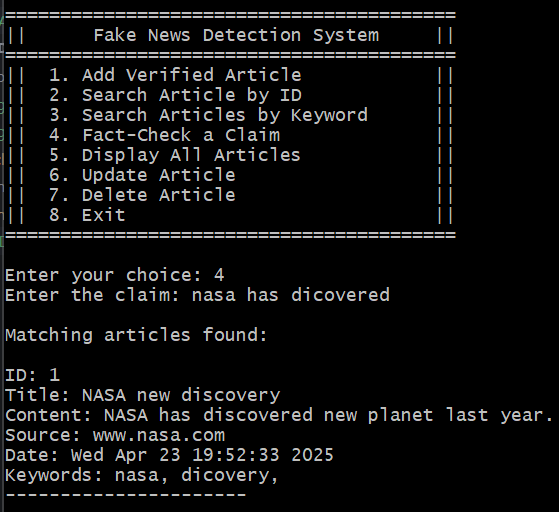 =========================================
||      Fake News Detection System     ||
=========================================
||  1. Add Verified Article            ||
||  2. Search Article by ID            ||
||  3. Search Articles by Keyword      ||
||  4. Fact-Check a Claim              ||
||  5. Display All Articles            ||
||  6. Update Article                  ||
||  7. Delete Article                  ||
||  8. Exit                            ||
=========================================
Enter your choice: 4
Enter the claim: nasa has dicovered
Matching articles found:
ID: 1
Title: NASA new discovery
Content: NASA has discovered new planet last year.
Source: www.nasa.com
Date: Wed Apr 23 19:52:33 2025
Keywords: nasa, dicovery,
----------------------